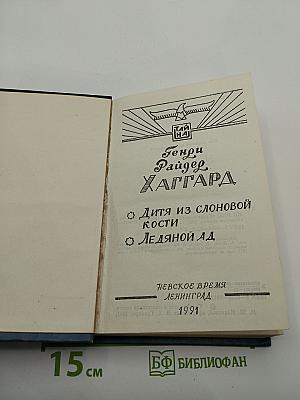 ТАЙНА
Генри
Райдер
ХАГГАРД
ДИТЯ ИЗ СЛОНОВОЙ
КОСТИ
ЛЕДЯНОЙ АД
НЕВСКОЕ ВРЕМЯ
ЛЕНИНГРАД
1991
15 см
БФ БИБЛИОФАН